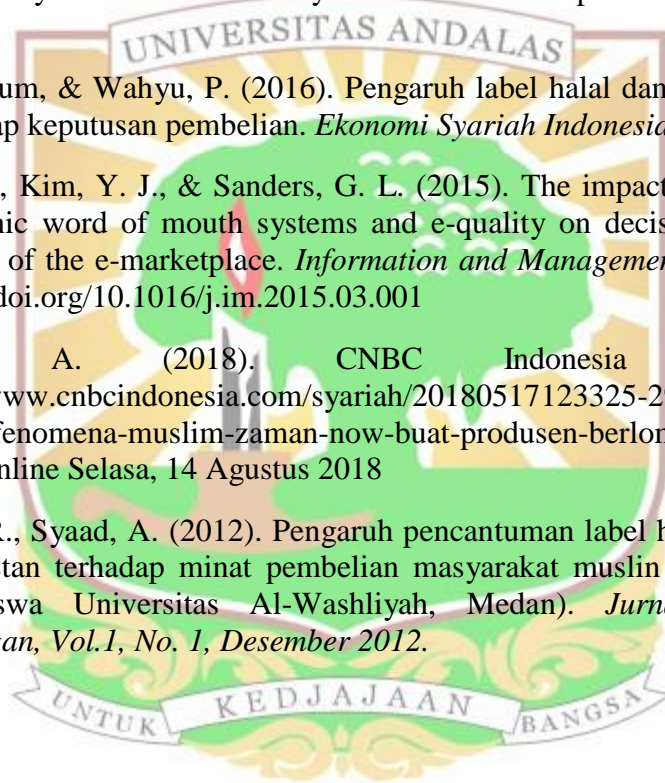 UNIVERSITAS ANDALAS
um, & Wahyu, P. (2016). Pengaruh label halal dan
ap keputusan pembelian. Ekonomi Syariah Indonesia
, Kim, Y. J., & Sanders, G. L. (2015). The impact
nic word of mouth systems and e-quality on decis
of the e-marketplace. Information and Managemen
doi.org/10.1016/j.im.2015.03.001
A. (2018). CNBC Indonesia
www.cnbcindonesia.com/syariah/20180517123325-2
fenomena-muslim-zaman-now-buat-produsen-berlom
nline Selasa, 14 Agustus 2018
R., Syaad, A. (2012). Pengaruh pencantuman label h
tan terhadap minat pembelian masyarakat muslin
swa Universitas Al-Washliyah, Medan). Jurna
an, Vol.1, No. 1, Desember 2012.
UNTUK KEDJAJAAN BANGSA